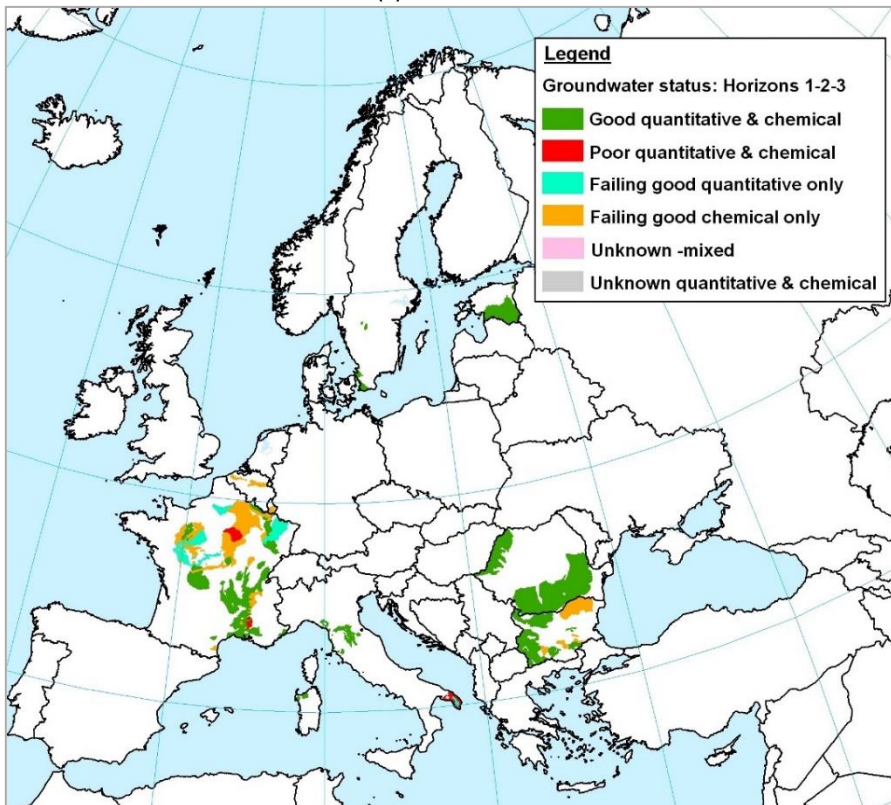 Legend
Groundwater status: Horizons 1-2-3
Good quantitative & chemical
Poor quantitative & chemical
Failing good quantitative only
Failing good chemical only
Unknown -mixed
Unknown quantitative & chemical